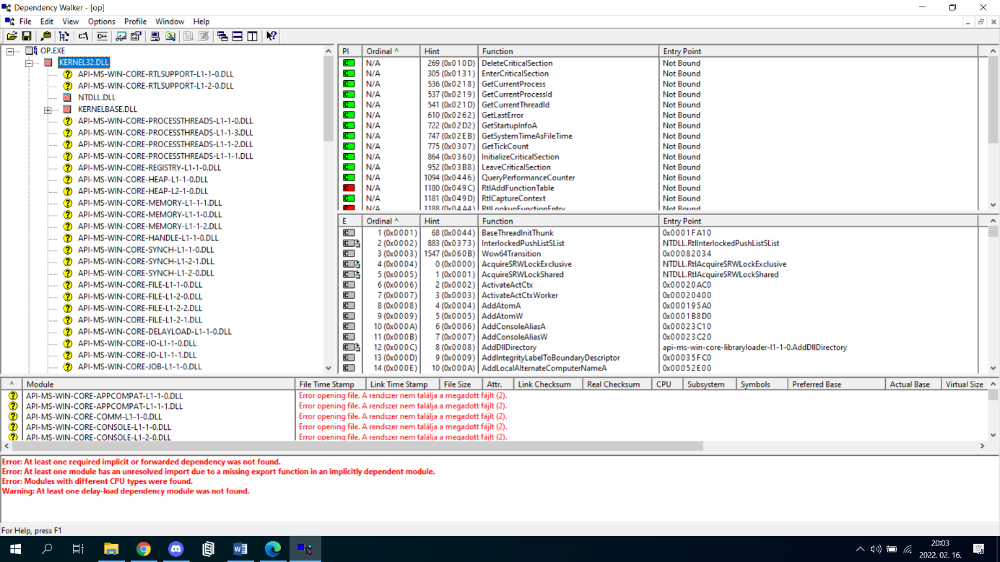 Dependency Walker - [op]
File Edit View Options Profile Window Help
OP.EXE
KERNEL32.DLL
API-MS-WIN-CORE-RTLSUPPORT-L1-1-0.DLL
API-MS-WIN-CORE-RTLSUPPORT-L1-2-0.DLL
NTDLL.DLL
KERNELBASE.DLL
API-MS-WIN-CORE-PROCESSTHREADS-L1-1-0.DLL
API-MS-WIN-CORE-PROCESSTHREADS-L1-1-3.DLL
API-MS-WIN-CORE-PROCESSTHREADS-L1-1-2.DLL
API-MS-WIN-CORE-PROCESSTHREADS-L1-1-1.DLL
API-MS-WIN-CORE-REGISTRY-L1-1-0.DLL
API-MS-WIN-CORE-HEAP-L1-1-0.DLL
API-MS-WIN-CORE-HEAP-L2-1-0.DLL
API-MS-WIN-CORE-MEMORY-L1-1-1.DLL
API-MS-WIN-CORE-MEMORY-L1-1-0.DLL
API-MS-WIN-CORE-MEMORY-L1-1-2.DLL
API-MS-WIN-CORE-HANDLE-L1-1-0.DLL
API-MS-WIN-CORE-SYNCH-L1-1-0.DLL
API-MS-WIN-CORE-SYNCH-L1-2-1.DLL
API-MS-WIN-CORE-SYNCH-L1-2-0.DLL
API-MS-WIN-CORE-FILE-L1-1-0.DLL
API-MS-WIN-CORE-FILE-L1-2-0.DLL
API-MS-WIN-CORE-FILE-L1-2-2.DLL
API-MS-WIN-CORE-FILE-L1-2-1.DLL
API-MS-WIN-CORE-DELAYLOAD-L1-1-0.DLL
API-MS-WIN-CORE-IO-L1-1-0.DLL
API-MS-WIN-CORE-IO-L1-1-1.DLL
API-MS-WIN-CORE-JOB-L1-1-0.DLL
PI Ordinal ^ Hint Function Entry Point
C N/A 269 (0x010D) DeleteCriticalSection Not Bound
C N/A 305 (0x0131) EnterCriticalSection Not Bound
C N/A 536 (0x0218) GetCurrentProcess Not Bound
C N/A 537 (0x0219) GetCurrentProcessId Not Bound
C N/A 541 (0x021D) GetCurrentThreadId Not Bound
C N/A 610 (0x0262) GetLastError Not Bound
C N/A 722 (0x02D2) GetStartupInfoA Not Bound
C N/A 747 (0x02EB) GetSystemTimeAsFileTime Not Bound
C N/A 775 (0x0307) GetTickCount Not Bound
C N/A 864 (0x0360) InitializeCriticalSection Not Bound
C N/A 952 (0x03B8) LeaveCriticalSection Not Bound
C N/A 1094 (0x0446) QueryPerformanceCounter Not Bound
C N/A 1180 (0x049C) RtlAddFunctionTable Not Bound
C N/A 1181 (0x049D) RtlCaptureContext Not Bound
C N/A 1188 (0x04A4) RtlLookupFunctionEntry Not Bound
E Ordinal ^ Hint Function Entry Point
C 1 (0x0001) 68 (0x0044) BaseThreadInitThunk 0x0001FA10
C 2 (0x0002) 883 (0x0373) InterlockedPushListSList NTDLL.RtlInterlockedPushListSList
C 3 (0x0003) 1547 (0x060B) Wow64Transition 0x00082034
C 4 (0x0004) 0 (0x0000) AcquireSRWLockExclusive NTDLL.RtlAcquireSRWLockExclusive
C 5 (0x0005) 1 (0x0001) AcquireSRWLockShared NTDLL.RtlAcquireSRWLockShared
C 6 (0x0006) 2 (0x0002) ActivateActCtx 0x00020AC0
C 7 (0x0007) 3 (0x0003) ActivateActCtxWorker 0x00020400
C 8 (0x0008) 4 (0x0004) AddAtomA 0x000195A0
C 9 (0x0009) 5 (0x0005) AddAtomW 0x0001B8D0
C 10 (0x000A) 6 (0x0006) AddConsoleAliasA 0x00023C10
C 11 (0x000B) 7 (0x0007) AddConsoleAliasW 0x00023C20
C 12 (0x000C) 8 (0x0008) AddDllDirectory api-ms-win-core-libraryloader-l1-1-0.AddDllDirectory
C 13 (0x000D) 9 (0x0009) AddIntegrityLabelToBoundaryDescriptor 0x00035FC0
C 14 (0x000E) 10 (0x000A) AddLocalAlternateComputerNameA 0x00052E00
^ Module File Time Stamp Link Time Stamp File Size Attr. Link Checksum Real Checksum CPU Subsystem Symbols Preferred Base Actual Base Virtual Size
API-MS-WIN-CORE-APPCOMPAT-L1-1-0.DLL Error opening file. A rendszer nem találja a megadott fájlt (2).
API-MS-WIN-CORE-APPCOMPAT-L1-1-1.DLL Error opening file. A rendszer nem találja a megadott fájlt (2).
API-MS-WIN-CORE-COMM-L1-1-0.DLL Error opening file. A rendszer nem találja a megadott fájlt (2).
API-MS-WIN-CORE-CONSOLE-L1-1-0.DLL Error opening file. A rendszer nem találja a megadott fájlt (2).
API-MS-WIN-CORE-CONSOLE-L1-2-0.DLL Error opening file. A rendszer nem találja a megadott fájlt (2).
Error: At least one required implicit or forwarded dependency was not found.
Error: At least one module has an unresolved import due to a missing export function in an implicitly dependent module.
Error: Modules with different CPU types were found.
Warning: At least one delay-load dependency module was not found.
For Help, press F1
20:03
2022. 02. 16.